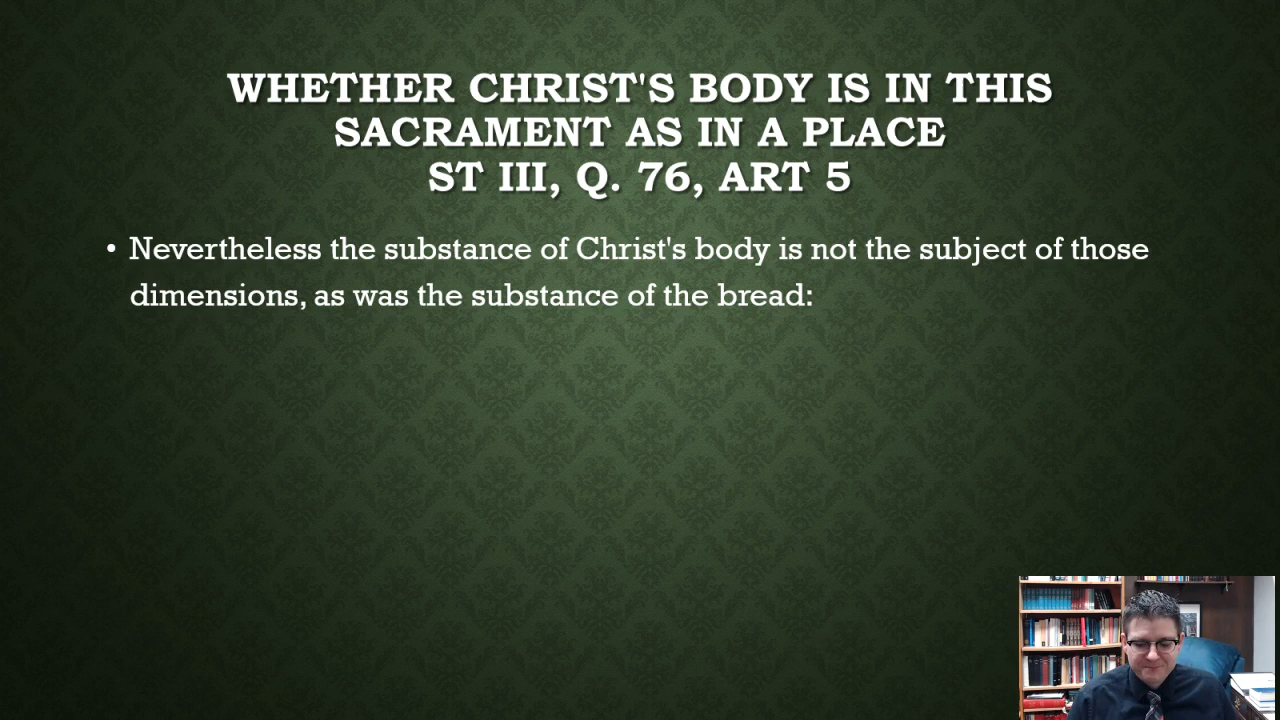 WHETHER CHRIST'S BODY IS IN THIS
SACRAMENT AS IN A PLACE
ST III, Q. 76, ART 5
• Nevertheless the substance of Christ's body is not the subject of those
dimensions, as was the substance of the bread: